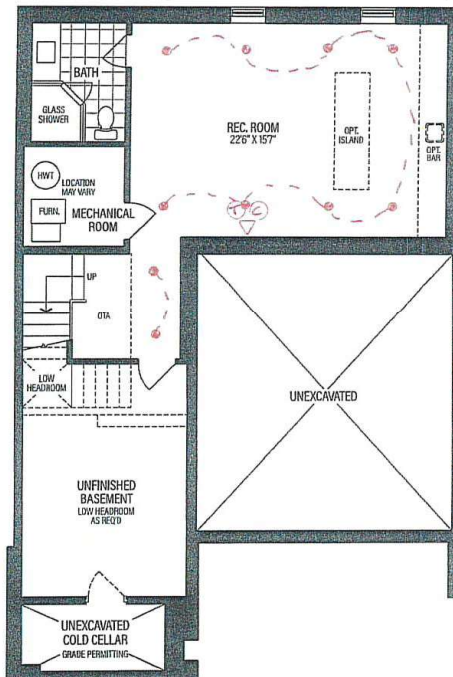 BATH
GLASS
SHOWER
REC. ROOM
22'6" X 15'7"
OPT.
ISLAND
OPT.
BAR
HWT
LOCATION
MAY VARY
FURN.
MECHANICAL
ROOM
T C
UP
OTA
LOW
HEADROOM
UNEXCAVATED
UNFINISHED
BASEMENT
LOW HEADROOM
AS REQ'D
UNEXCAVATED
COLD CELLAR
GRADE PERMITTING